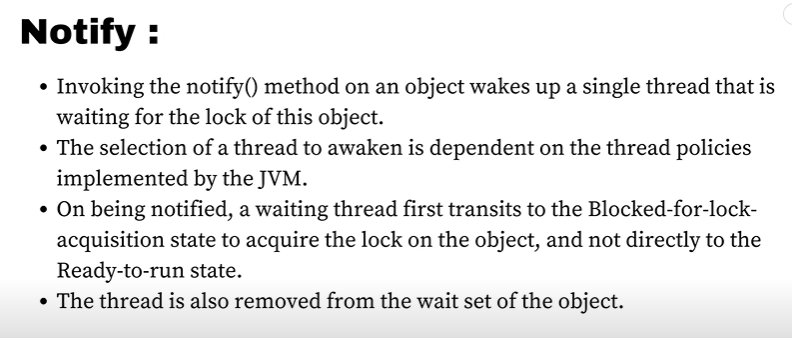 Notify :
• Invoking the notify() method on an object wakes up a single thread that is
waiting for the lock of this object.
• The selection of a thread to awaken is dependent on the thread policies
implemented by the JVM.
• On being notified, a waiting thread first transits to the Blocked-for-lock-
acquisition state to acquire the lock on the object, and not directly to the
Ready-to-run state.
• The thread is also removed from the wait set of the object.